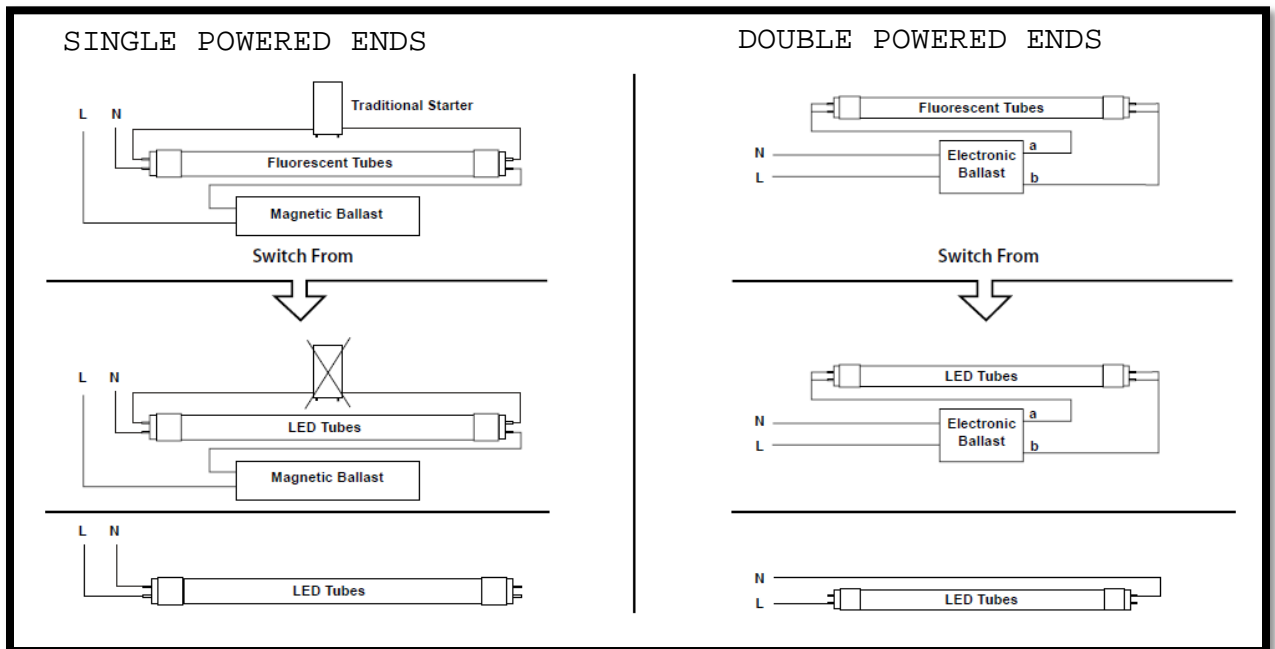 SINGLE POWERED ENDS
L N
Traditional Starter
Fluorescent Tubes
Magnetic Ballast
Switch From
L N
LED Tubes
Magnetic Ballast
L N
LED Tubes
DOUBLE POWERED ENDS
Fluorescent Tubes
N
L
Electronic
Ballast
a
b
Switch From
LED Tubes
N
L
Electronic
Ballast
a
b
N
L
LED Tubes